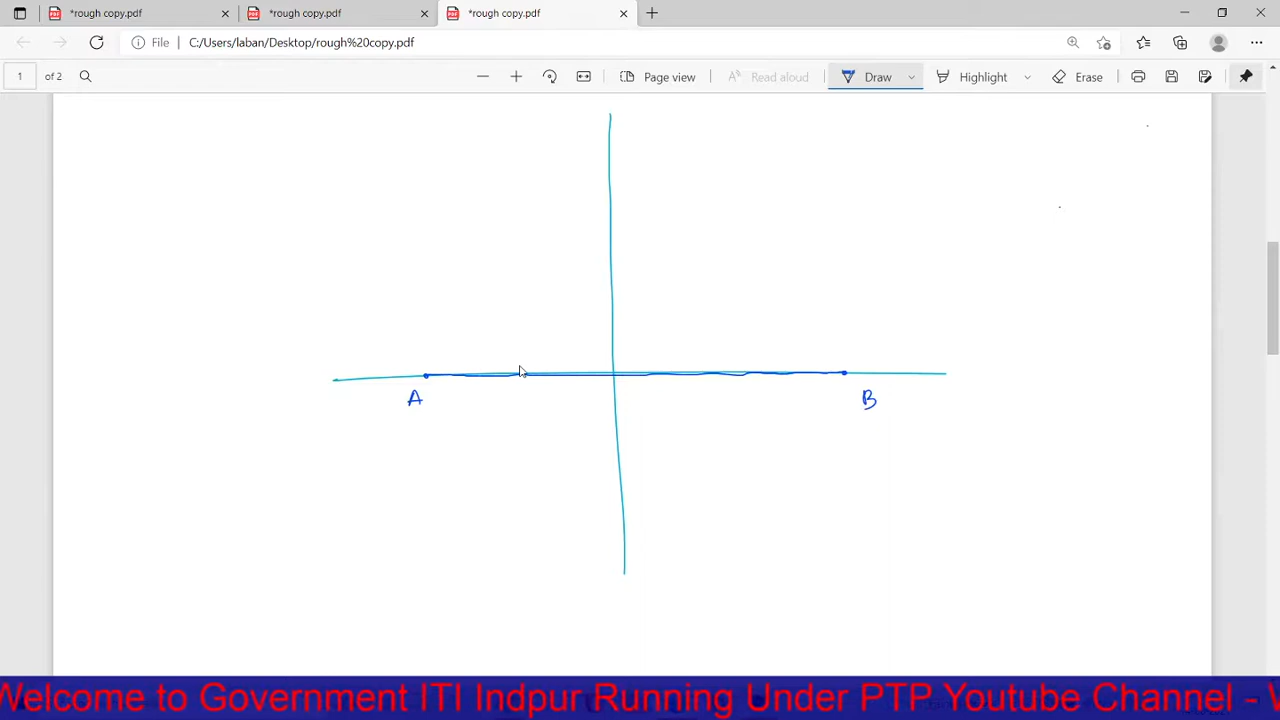 *rough copy.pdf *rough copy.pdf *rough copy.pdf
File C:/Users/laban/Desktop/rough%20copy.pdf
1 of 2 Page view Read aloud Draw Highlight Erase
A B
Welcome to Government ITI Indpur Running Under PTP Youtube Channel -